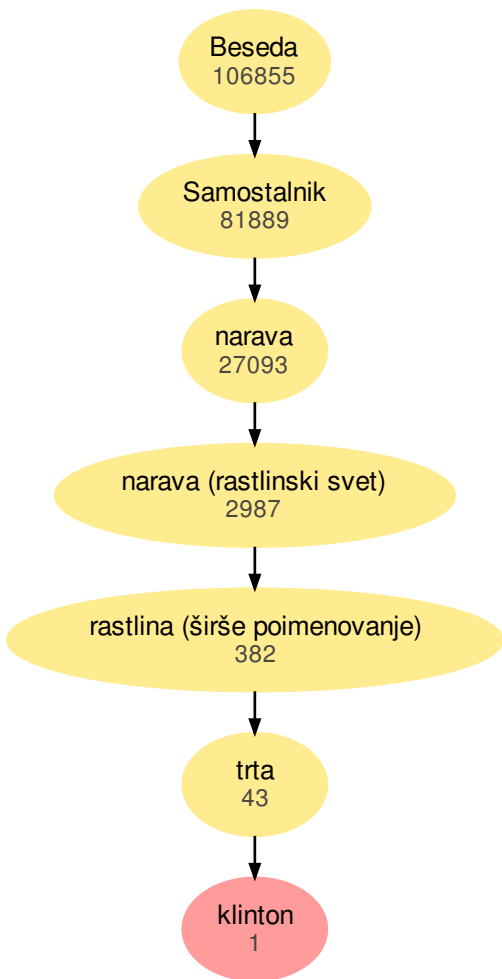 Beseda
106855
Samostalnik
81889
narava
27093
narava (rastlinski svet)
2987
rastlina (širše poimenovanje)
382
trta
43
klinton
1